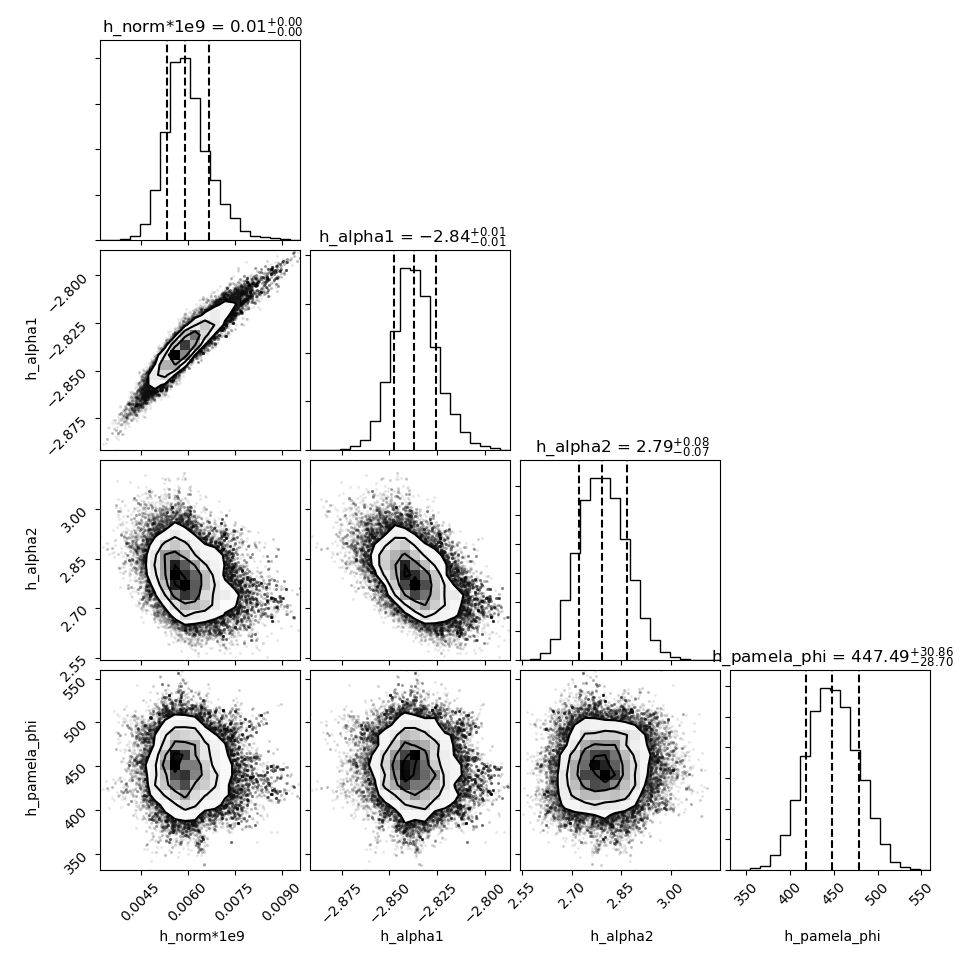 h_norm*1e9 = 0.01+0.00−0.00
h_alpha1 = −2.84+0.01−0.01
−2.800
−2.825
−2.850
−2.875
h_alpha1
h_alpha2 = 2.79+0.08−0.07
3.00
2.85
2.70
2.55
h_alpha2
h_pamela_phi = 447.49+30.86−28.70
550
500
450
400
350
h_pamela_phi
0.0045 0.0060 0.0075 0.0090 −2.875 −2.850 −2.825 −2.800 2.55 2.70 2.85 3.00 350 400 450 500 550
h_norm*1e9 h_alpha1 h_alpha2 h_pamela_phi